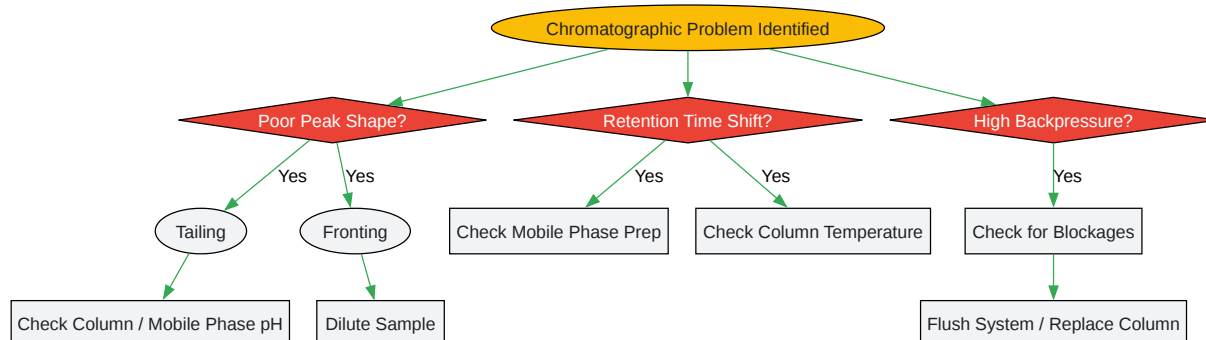 Chromatographic Problem Identified
Poor Peak Shape?
Retention Time Shift?
High Backpressure?
Yes
Yes
Yes
Yes
Yes
Tailing
Fronting
Check Mobile Phase Prep
Check Column Temperature
Check for Blockages
Check Column / Mobile Phase pH
Dilute Sample
Flush System / Replace Column